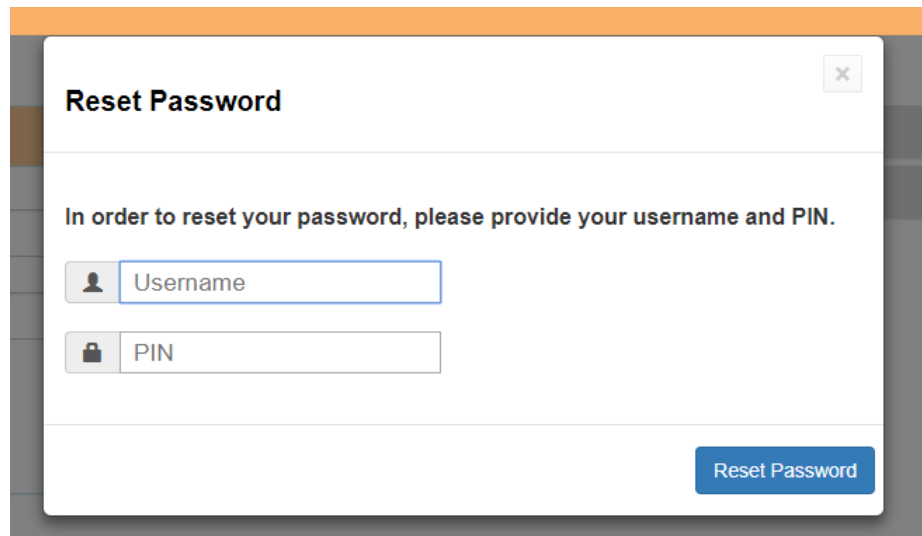 Reset Password
×
In order to reset your password, please provide your username and PIN.
Username
PIN
Reset Password